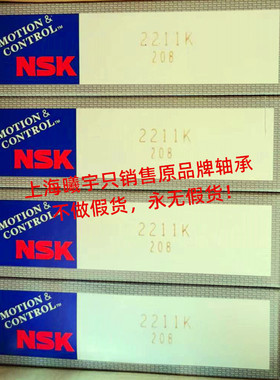 MOTION &
CONTROL™
NSK
2211K
208
MOTION &
CONTROL™
NSK
2211K
208
上海曦宇只销售原品牌轴承
不做假货，永无假货！
MOTION &
CONTROL™
NSK
2211K
208
MOTION &
CONTROL™
NSK
2211K
208